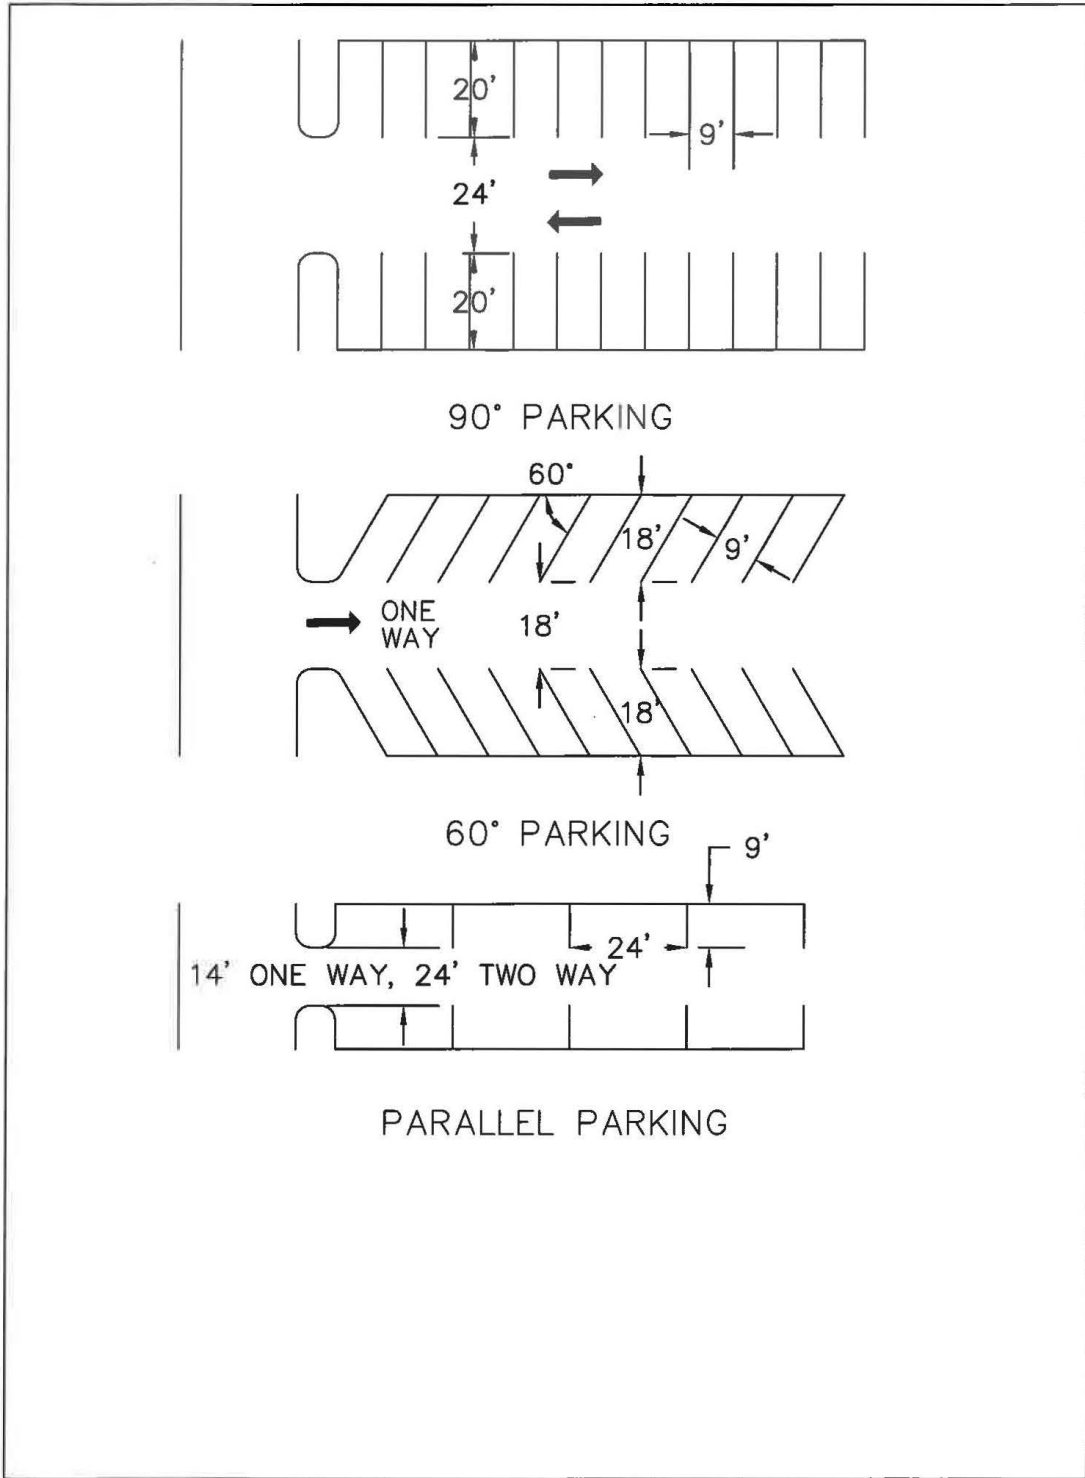 20'
9'
24'
20'
90° PARKING
60°
18'
9'
ONE
WAY
18'
18'
60° PARKING
9'
24'
14' ONE WAY, 24' TWO WAY
PARALLEL PARKING